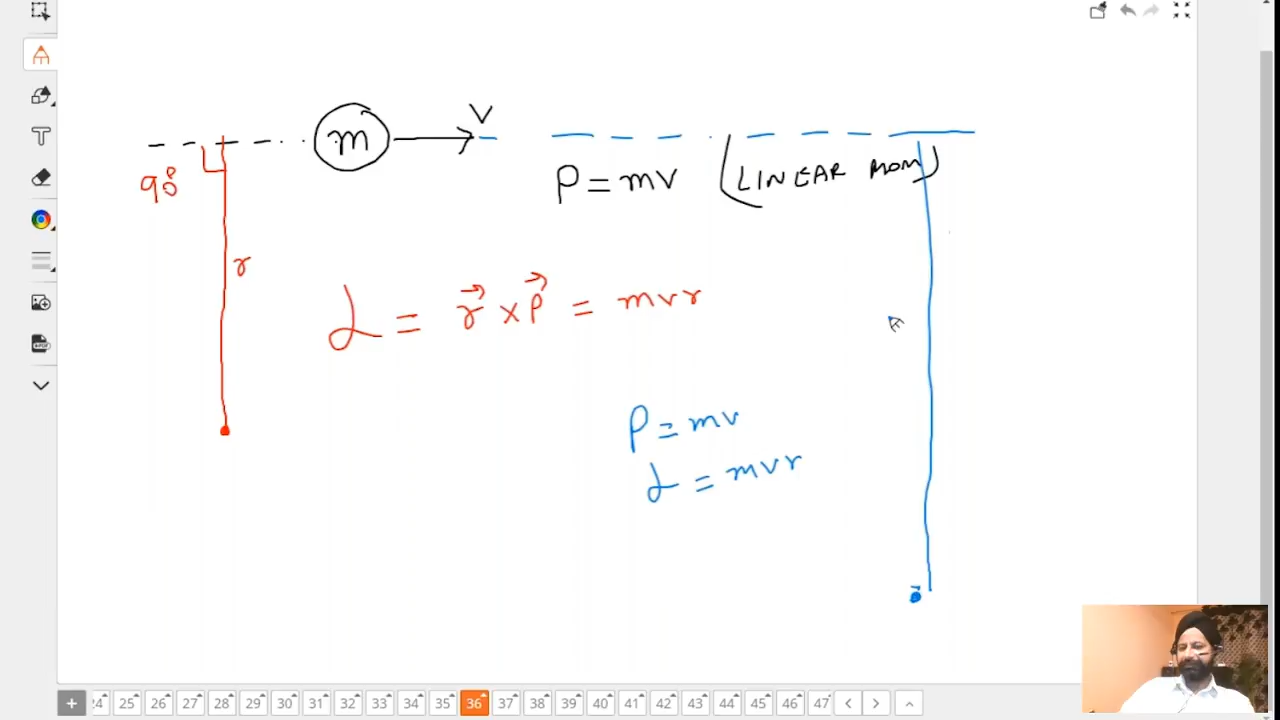 m
V
P = mv (LINEAR MOM)
90°
r
L = r⃗ × P⃗ = mvr
P = mv
L = mvr
24 25 26 27 28 29 30 31 32 33 34 35 36 37 38 39 40 41 42 43 44 45 46 47